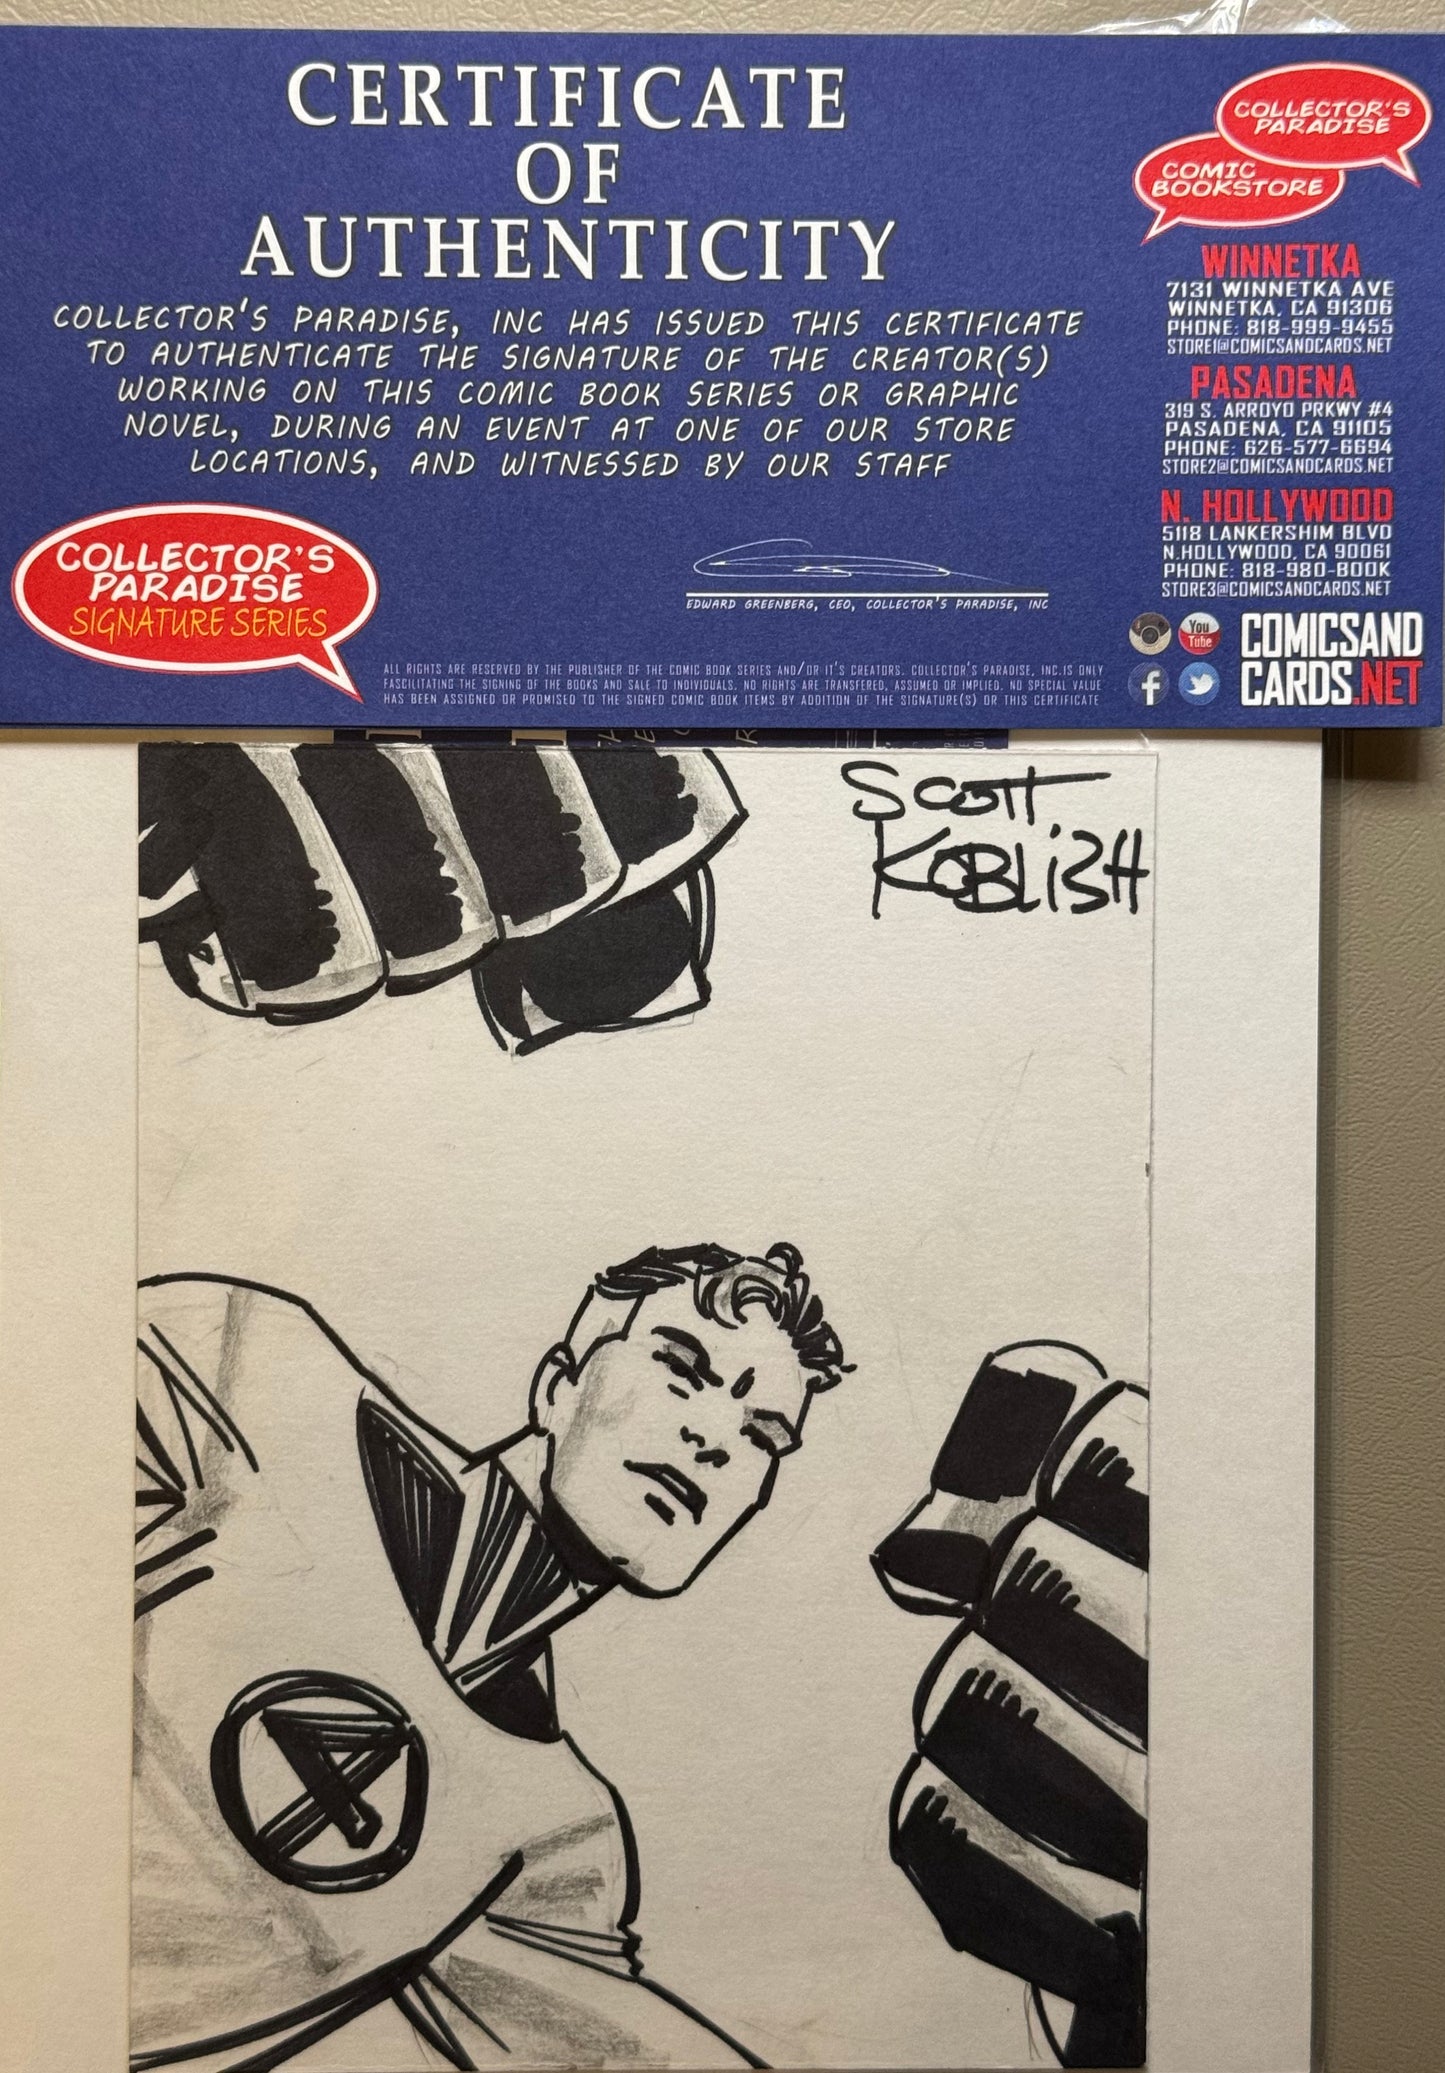 CERTIFICATE
OF
AUTHENTICITY
COLLECTOR'S PARADISE, INC HAS ISSUED THIS CERTIFICATE
TO AUTHENTICATE THE SIGNATURE OF THE CREATOR(S)
WORKING ON THIS COMIC BOOK SERIES OR GRAPHIC
NOVEL, DURING AN EVENT AT ONE OF OUR STORE
LOCATIONS, AND WITNESSED BY OUR STAFF
COLLECTOR'S
PARADISE
SIGNATURE SERIES
EDWARD GREENBERG, CEO, COLLECTOR'S PARADISE, INC
ALL RIGHTS ARE RESERVED BY THE PUBLISHER OF THE COMIC BOOK SERIES AND/OR IT'S CREATORS. COLLECTOR'S PARADISE, INC.IS ONLY
FASCILITATING THE SIGNING OF THE BOOKS AND SALE TO INDIVIDUALS. NO RIGHTS ARE TRANSFERED, ASSUMED OR IMPLIED. NO SPECIAL VALUE
HAS BEEN ASSIGNED OR PROMISED TO THE SIGNED COMIC BOOK ITEMS BY ADDITION OF THE SIGNATURE(S) OR THIS CERTIFICATE
COLLECTOR'S
PARADISE
COMIC
BOOKSTORE
WINNETKA
7131 WINNETKA AVE
WINNETKA, CA 91306
PHONE: 818-999-9455
STORE1@COMICSANDCARDS.NET
PASADENA
319 S. ARROYO PRKWY #4
PASADENA, CA 91105
PHONE: 626-577-6694
STORE2@COMICSANDCARDS.NET
N. HOLLYWOOD
5118 LANKERSHIM BLVD
N.HOLLYWOOD, CA 90061
PHONE: 818-980-BOOK
STORE3@COMICSANDCARDS.NET
You
Tube
COMICSAND
CARDS.NET
SCOTT
KOBLISH
4